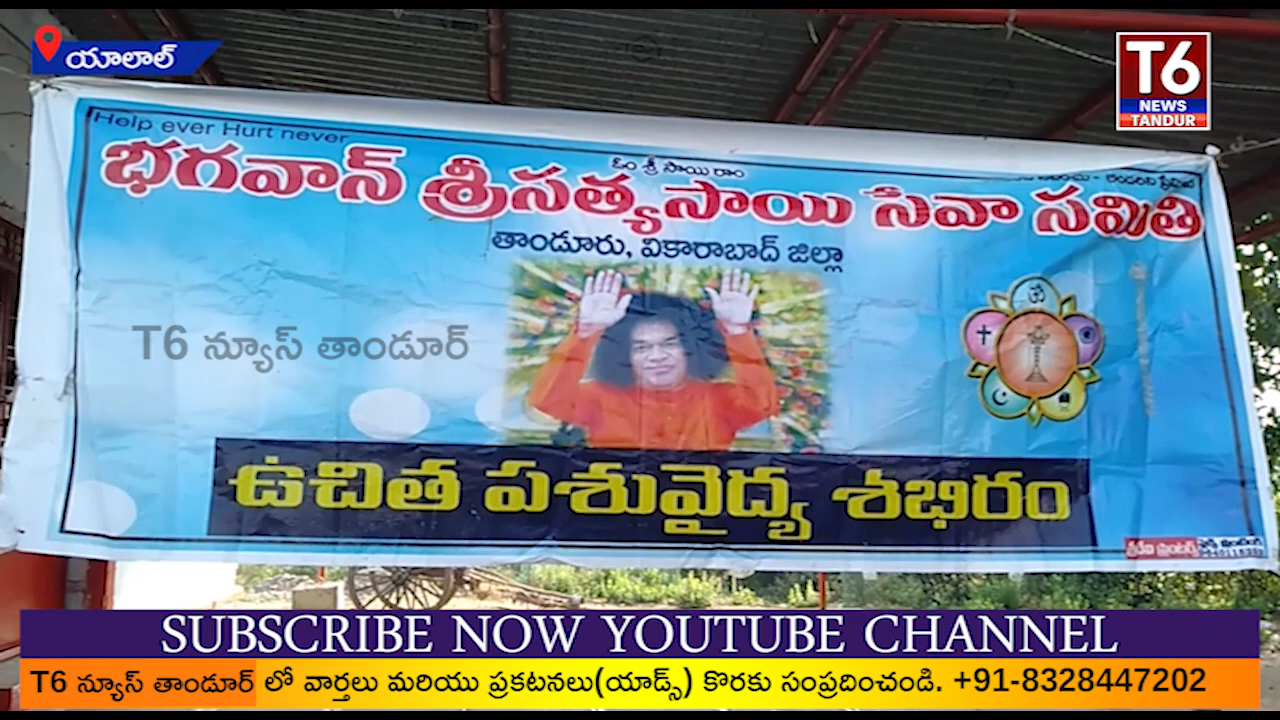 యాలాల్
T6
NEWS
TANDUR
Help ever Hurt never
ఓం శ్రీ సాయి రాం
భగవాన్ శ్రీసత్యసాయి సేవా సమితి
తాండూరు, వికారాబాద్ జిల్లా
T6 న్యూస్ తాండూర్
ఉచిత పశువైద్య శభిరం
SUBSCRIBE NOW YOUTUBE CHANNEL
T6 న్యూస్ తాండూర్ లో వార్తలు మరియు ప్రకటనలు(యాడ్స్) కొరకు సంప్రదించండి. +91-8328447202